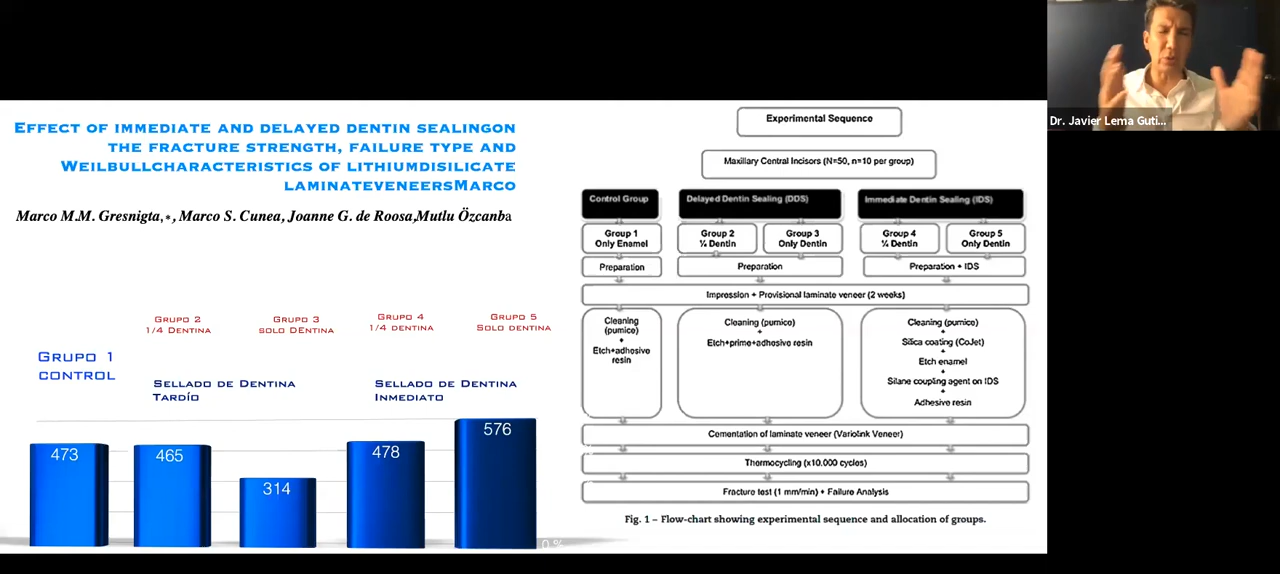 EFFECT OF IMMEDIATE AND DELAYED DENTIN SEALINGON
THE FRACTURE STRENGTH, FAILURE TYPE AND
WEILBULLCHARACTERISTICS OF LITHIUMDISILICATE
LAMINATEVENEERSMARCO
Marco M.M. Gresnigta,*, Marco S. Cunea, Joanne G. de Roosa,Mutlu Özcanba
GRUPO 1
CONTROL
GRUPO 2
1/4 DENTINA
GRUPO 3
SOLO DENTINA
GRUPO 4
1/4 DENTINA
GRUPO 5
SOLO DENTINA
SELLADO DE DENTINA
TARDÍO
SELLADO DE DENTINA
INMEDIATO
473
465
314
478
576
0 %
Experimental Sequence
Maxillary Central Incisors (N=50, n=10 per group)
Control Group
Delayed Dentin Sealing (DDS)
Immediate Dentin Sealing (IDS)
Group 1
Only Enamel
Group 2
¼ Dentin
Group 3
Only Dentin
Group 4
¼ Dentin
Group 5
Only Dentin
Preparation
Preparation
Preparation + IDS
Impression + Provisional laminate veneer (2 weeks)
Cleaning
(pumice)
+
Etch+adhesive
resin
Cleaning (pumice)
+
Etch+prime+adhesive resin
Cleaning (pumice)
+
Silica coating (CoJet)
+
Etch enamel
+
Silane coupling agent on IDS
+
Adhesive resin
Cementation of laminate veneer (Variolink Veneer)
Thermocycling (x10.000 cycles)
Fracture test (1 mm/min) + Failure Analysis
Fig. 1 – Flow-chart showing experimental sequence and allocation of groups.
Dr. Javier Lema Guti...